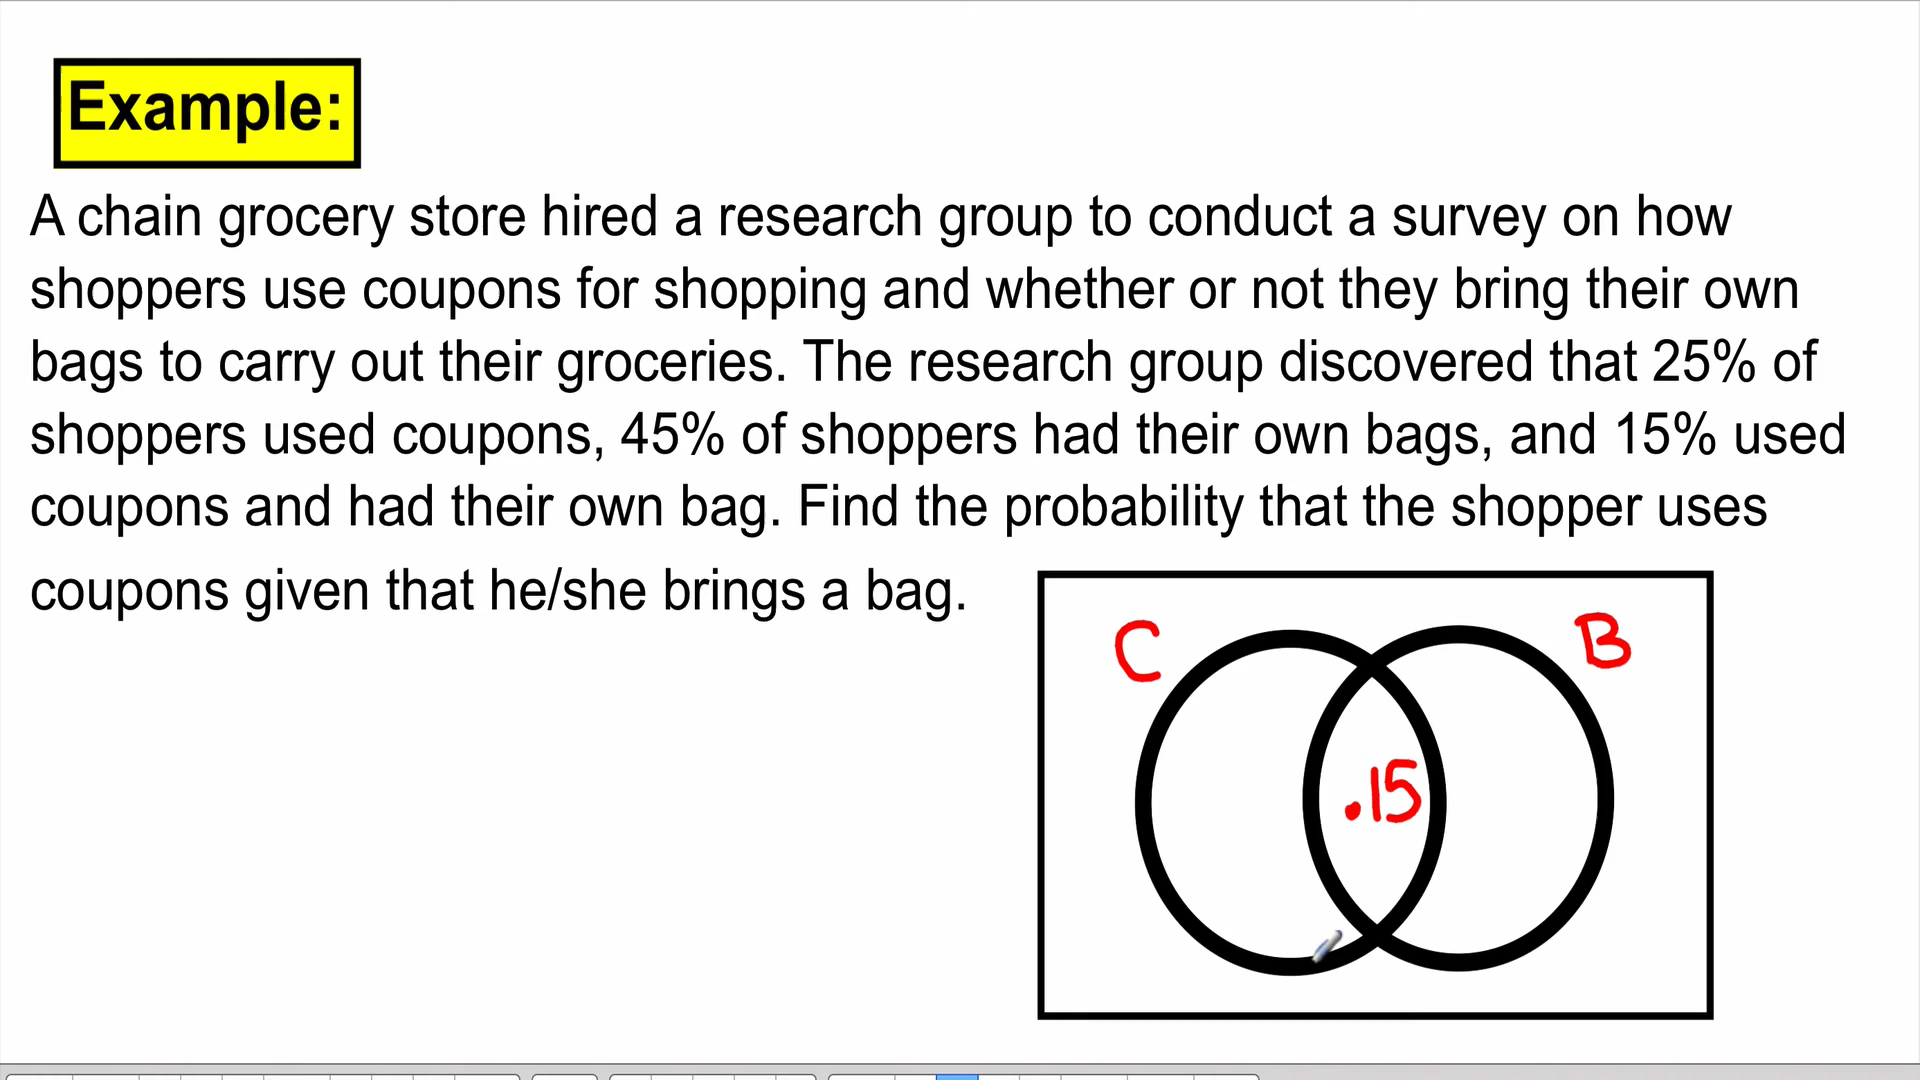 Example:
A chain grocery store hired a research group to conduct a survey on how
shoppers use coupons for shopping and whether or not they bring their own
bags to carry out their groceries. The research group discovered that 25% of
shoppers used coupons, 45% of shoppers had their own bags, and 15% used
coupons and had their own bag. Find the probability that the shopper uses
coupons given that he/she brings a bag.
C
B
.15